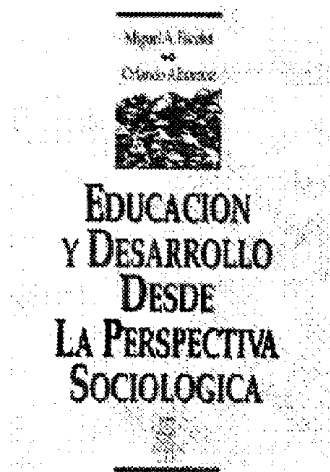 Miguel A. Escotet
Orlando Albornoz
EDUCACION
Y DESARROLLO
DESDE
LA PERSPECTIVA
SOCIOLOGICA